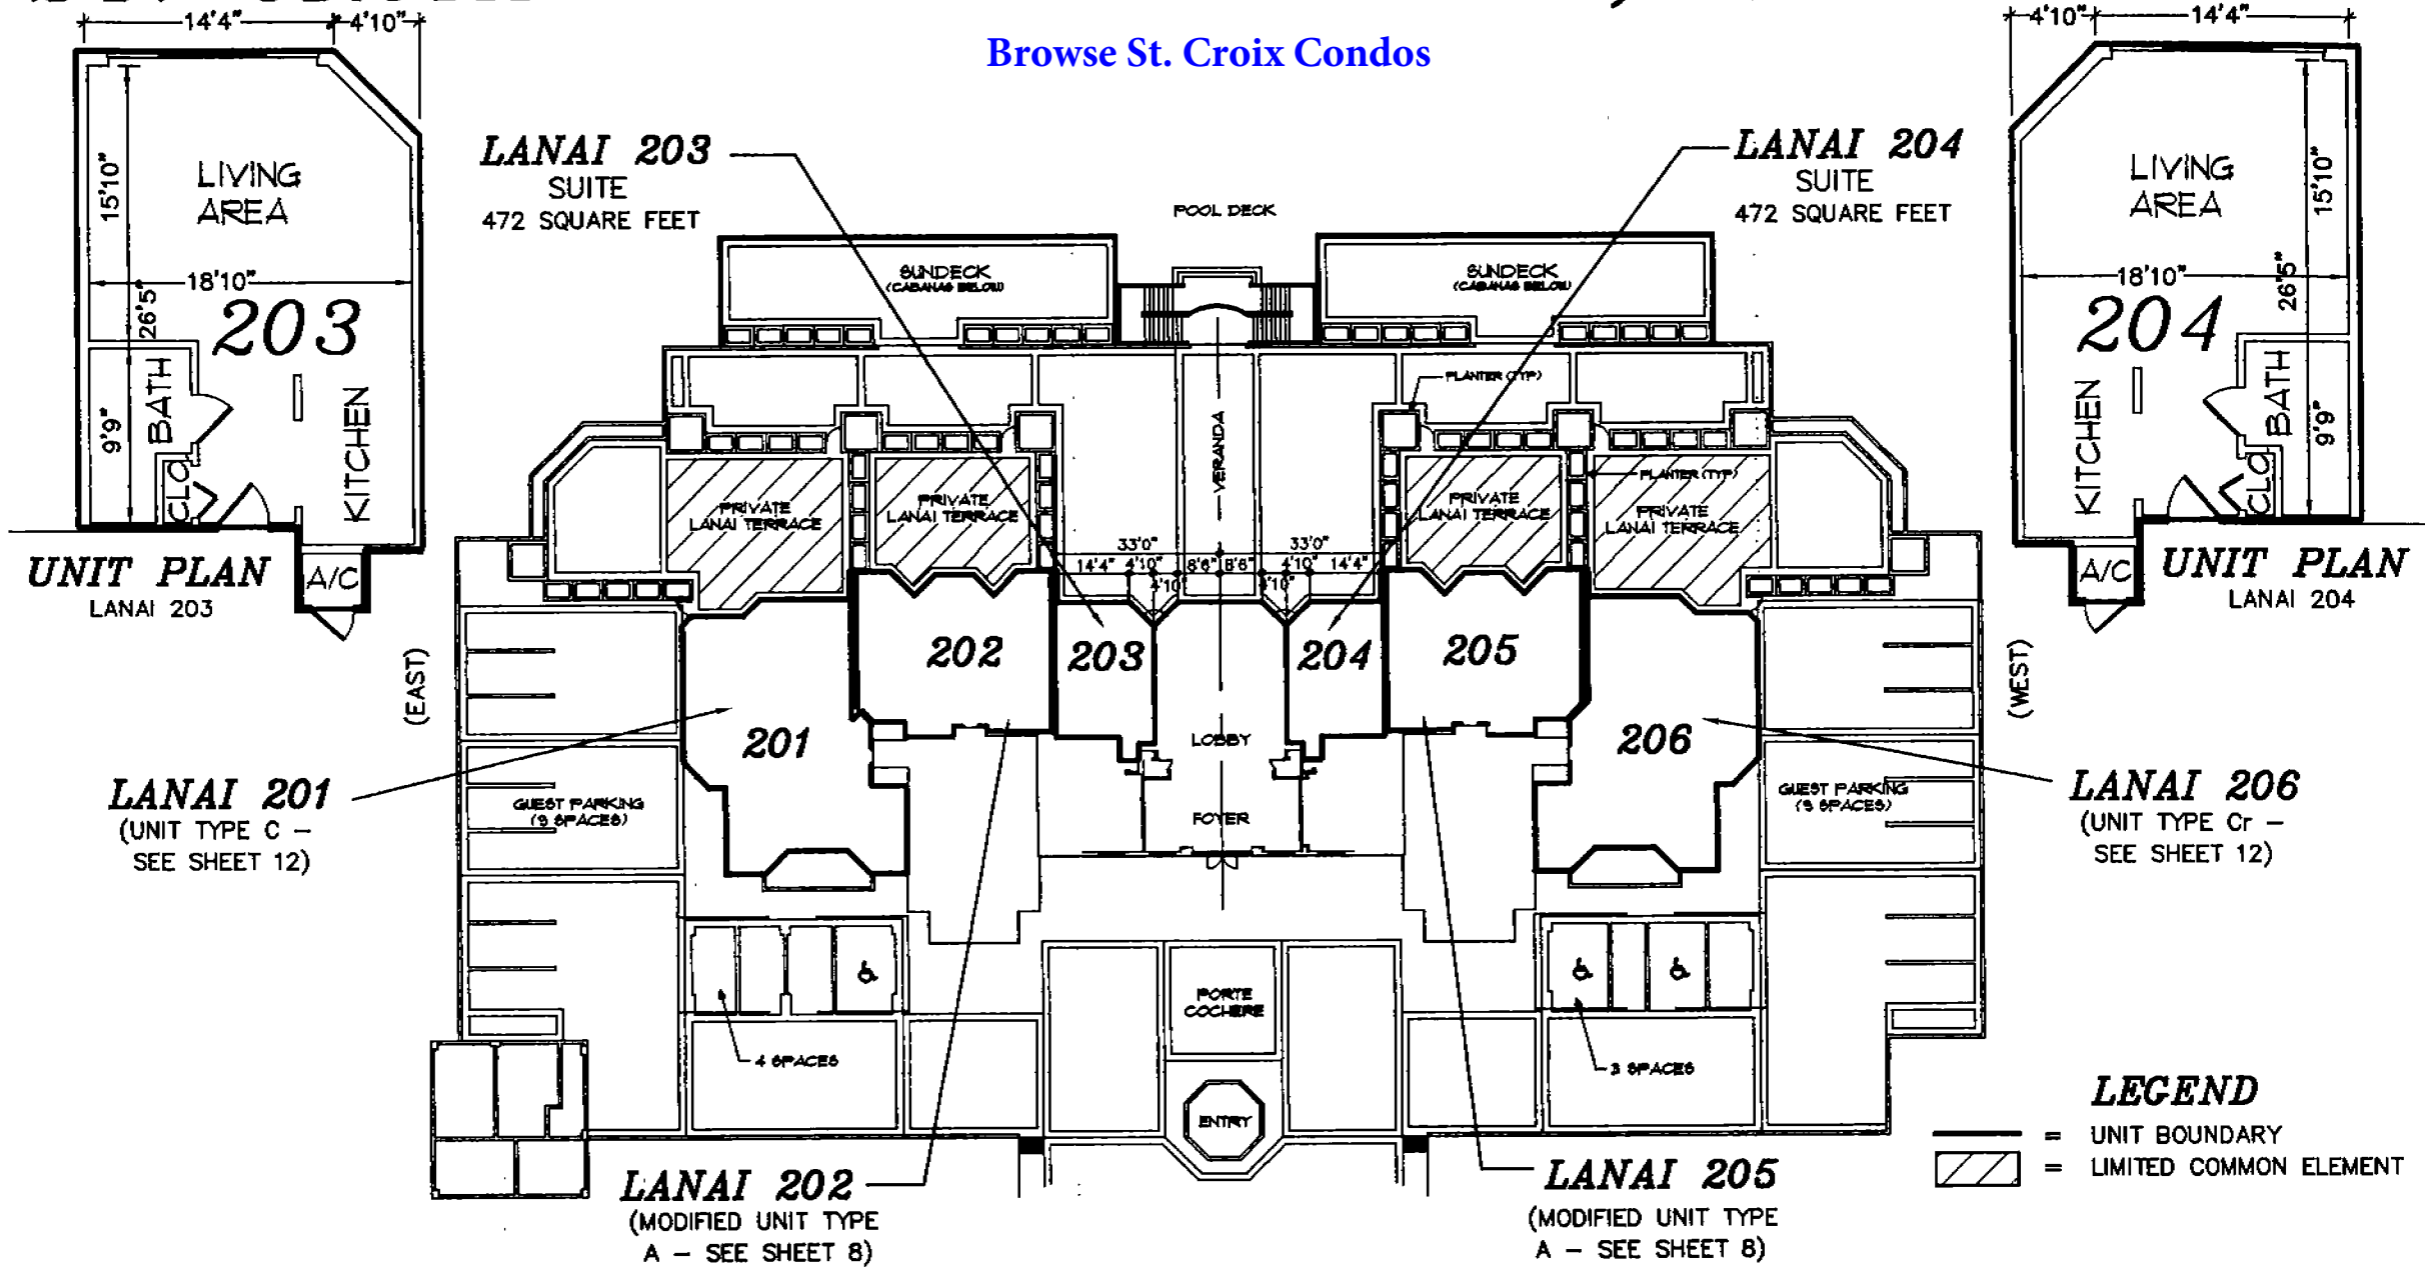 14'4"
4'10"
4'10"
14'4"
Browse St. Croix Condos
LANAI 203
SUITE
472 SQUARE FEET
LANAI 204
SUITE
472 SQUARE FEET
POOL DECK
LIVING
AREA
15'10"
18'10"
26'5"
203
BATH
9'9"
CLO
KITCHEN
A/C
UNIT PLAN
LANAI 203
LIVING
AREA
15'10"
18'10"
26'5"
204
KITCHEN
BATH
9'9"
CLO
A/C
UNIT PLAN
LANAI 204
SUNDECK
(CABANAS BELOW)
SUNDECK
(CABANAS BELOW)
PLANTER (TYP)
VERANDA
PLANTER (TYP)
PRIVATE
LANAI TERRACE
PRIVATE
LANAI TERRACE
PRIVATE
LANAI TERRACE
PRIVATE
LANAI TERRACE
33'0"
33'0"
14'4"
4'10"
8'6"
8'6"
4'10"
14'4"
4'10"
4'10"
(EAST)
(WEST)
201
202
203
204
205
206
LOBBY
FOYER
LANAI 201
(UNIT TYPE C –
SEE SHEET 12)
GUEST PARKING
(9 SPACES)
GUEST PARKING
(9 SPACES)
LANAI 206
(UNIT TYPE Cr –
SEE SHEET 12)
PORTE
COCHERE
4 SPACES
3 SPACES
ENTRY
LANAI 202
(MODIFIED UNIT TYPE
A – SEE SHEET 8)
LANAI 205
(MODIFIED UNIT TYPE
A – SEE SHEET 8)
LEGEND
= UNIT BOUNDARY
= LIMITED COMMON ELEMENT